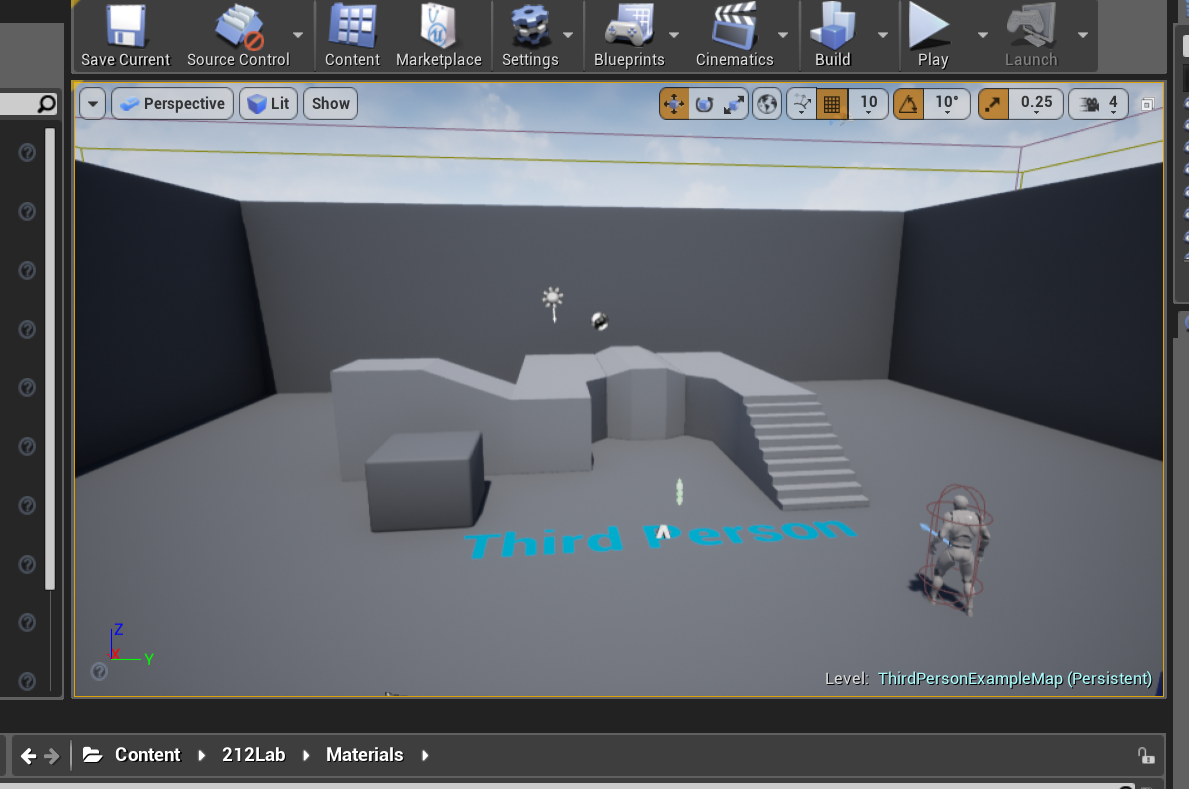 Save Current Source Control Content Marketplace Settings Blueprints Cinematics Build Play Launch
Perspective Lit Show 10 10° 0.25 4
Third Person
Z
X Y
Level: ThirdPersonExampleMap (Persistent)
Content 212Lab Materials